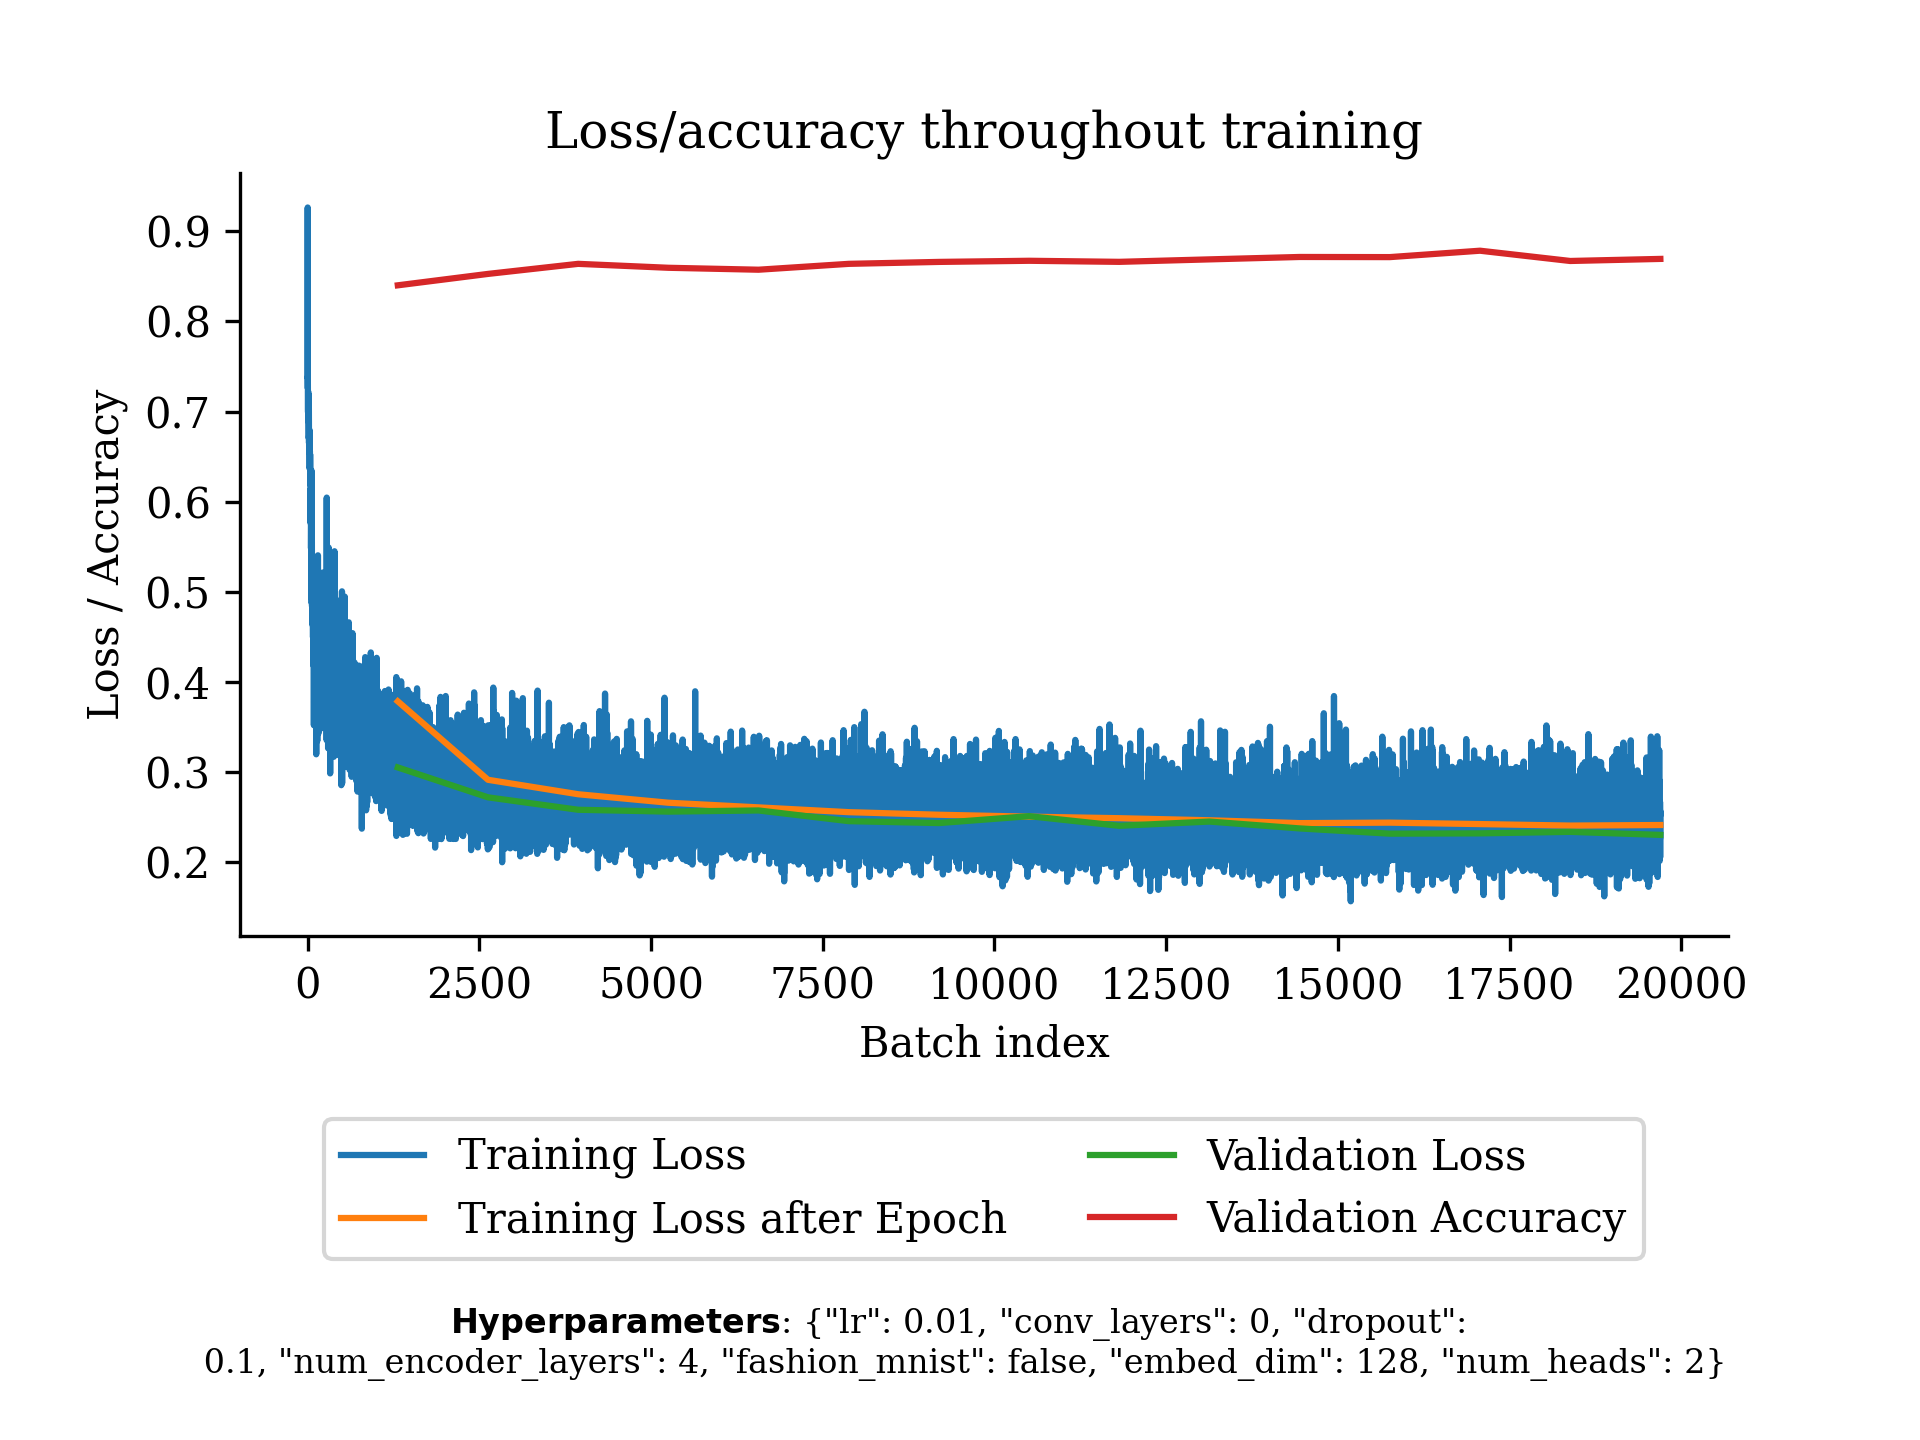 Loss/accuracy throughout training
Loss / Accuracy
0.9
0.8
0.7
0.6
0.5
0.4
0.3
0.2
0 2500 5000 7500 10000 12500 15000 17500 20000
Batch index
Training Loss
Training Loss after Epoch
Validation Loss
Validation Accuracy
Hyperparameters: {"lr": 0.01, "conv_layers": 0, "dropout":
0.1, "num_encoder_layers": 4, "fashion_mnist": false, "embed_dim": 128, "num_heads": 2}